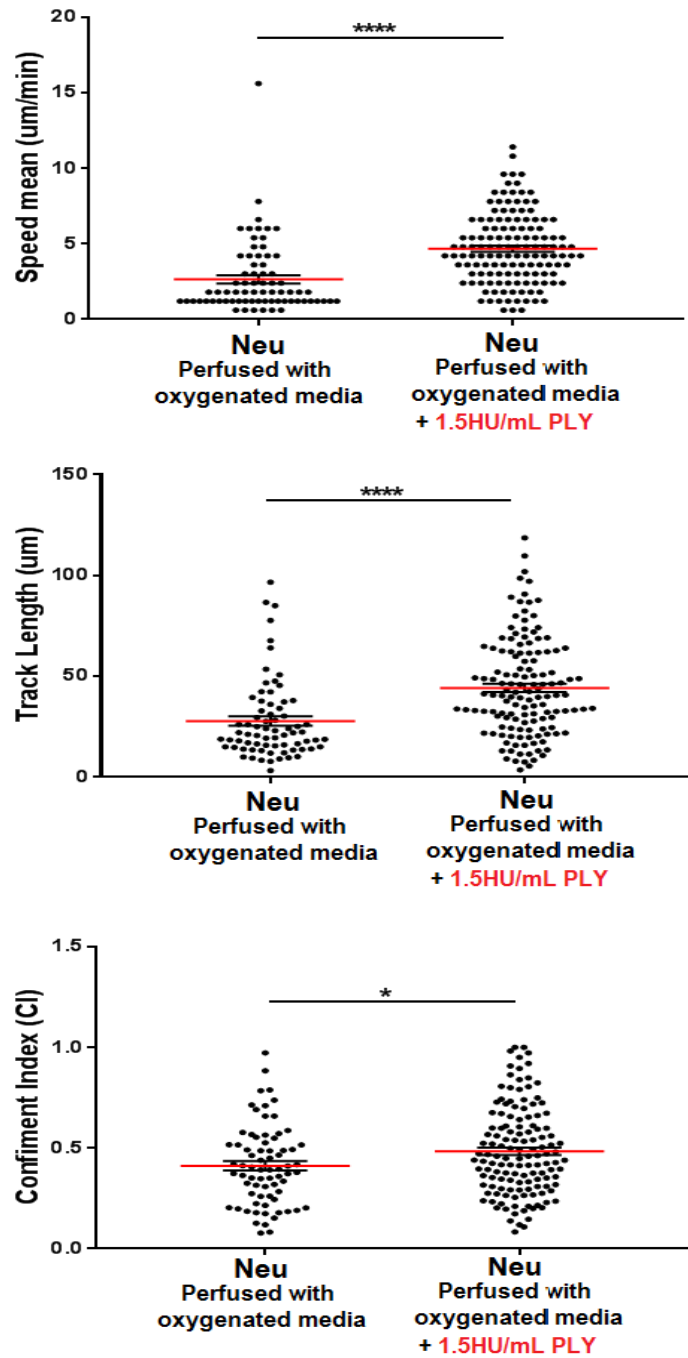 20
****
Speed mean (um/min)
15
10
5
0
Neu
Perfused with
oxygenated media
Neu
Perfused with
oxygenated media
+ 1.5HU/mL PLY
150
****
Track Length (um)
100
50
0
Neu
Perfused with
oxygenated media
Neu
Perfused with
oxygenated media
+ 1.5HU/mL PLY
1.5
*
Confiment Index (CI)
1.0
0.5
0.0
Neu
Perfused with
oxygenated media
Neu
Perfused with
oxygenated media
+ 1.5HU/mL PLY